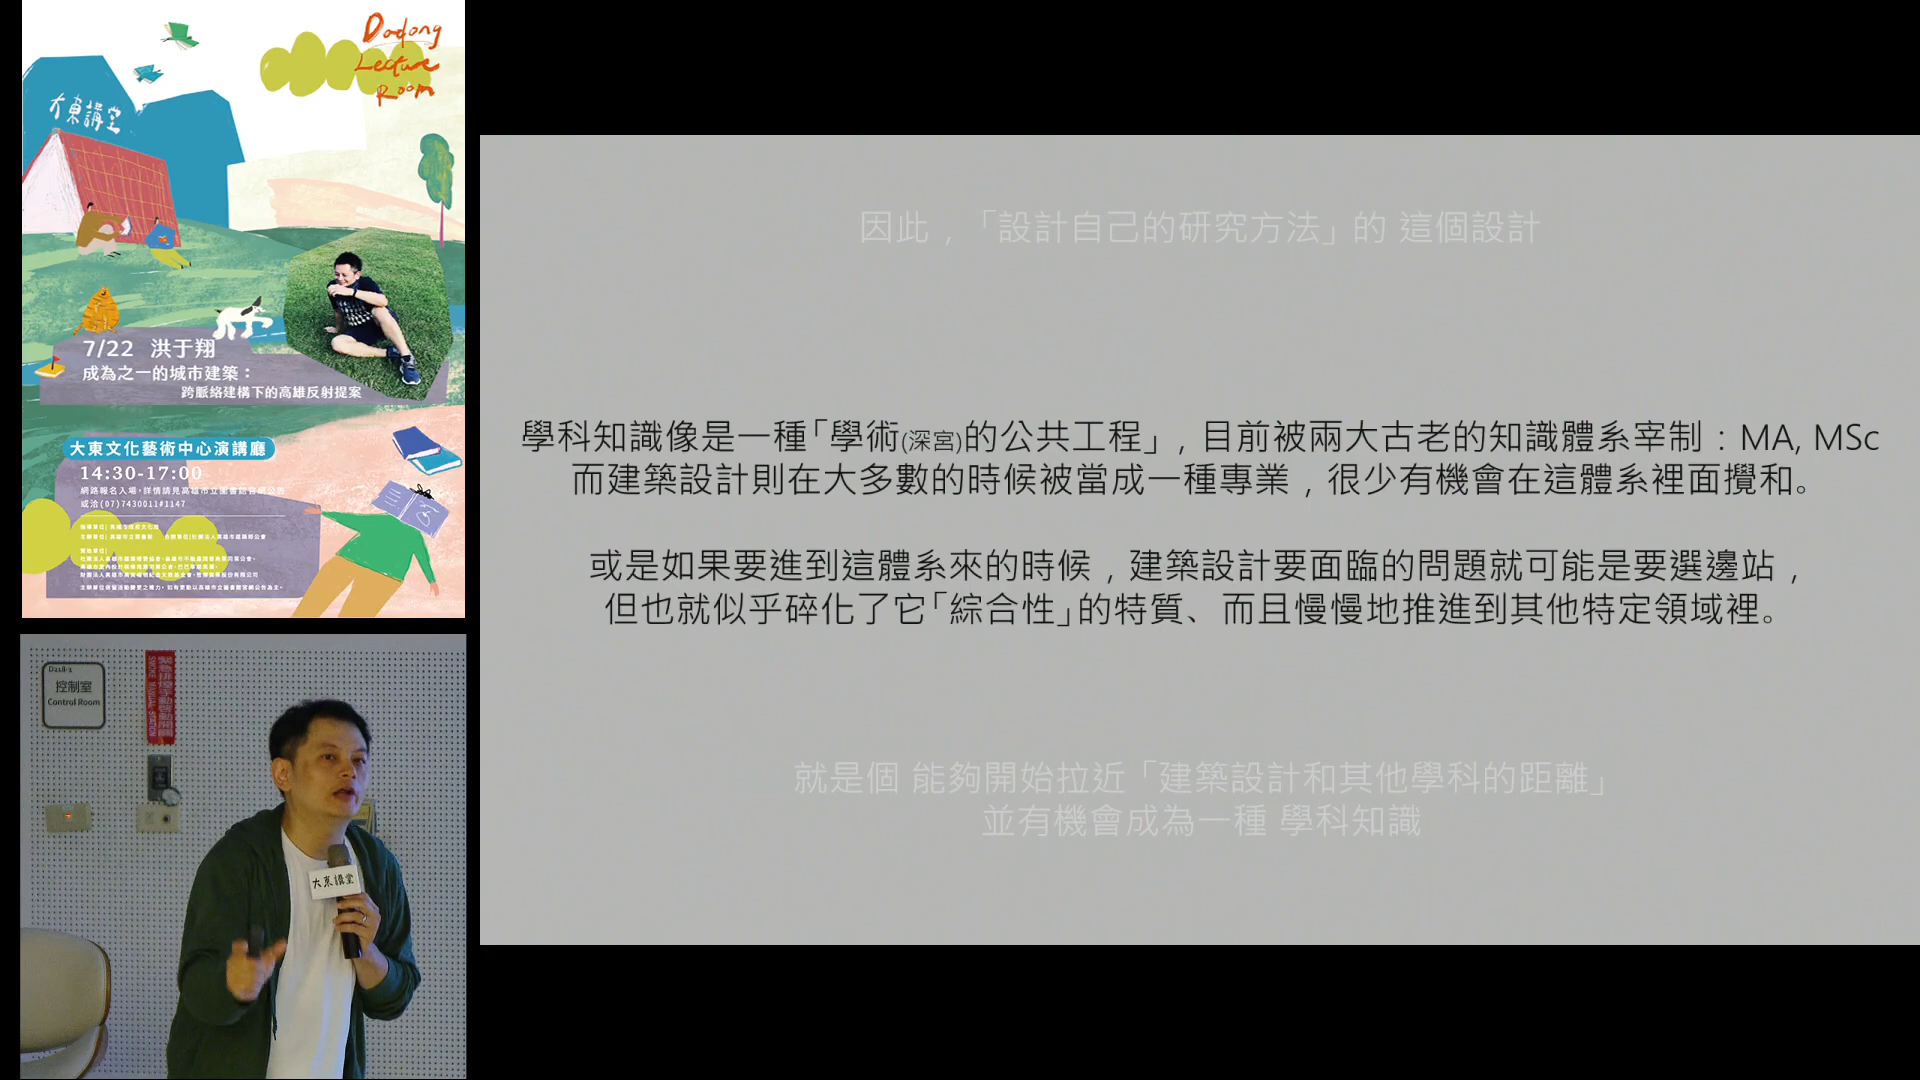 Dadong
Lecture
Room
大東講堂
7/22 洪于翔
成為之一的城市建築：
跨脈絡建構下的高雄反射提案
大東文化藝術中心演講廳
14:30-17:00
或洽(07)7430011#1147
D218-1
控制室
Control Room
大東講堂
因此，「設計自己的研究方法」的 這個設計
學科知識像是一種「學術(深宮)的公共工程」，目前被兩大古老的知識體系宰制：MA, MSc
而建築設計則在大多數的時候被當成一種專業，很少有機會在這體系裡面攪和。
或是如果要進到這體系來的時候，建築設計要面臨的問題就可能是要選邊站，
但也就似乎碎化了它「綜合性」的特質、而且慢慢地推進到其他特定領域裡。
就是個 能夠開始拉近「建築設計和其他學科的距離」
並有機會成為一種 學科知識